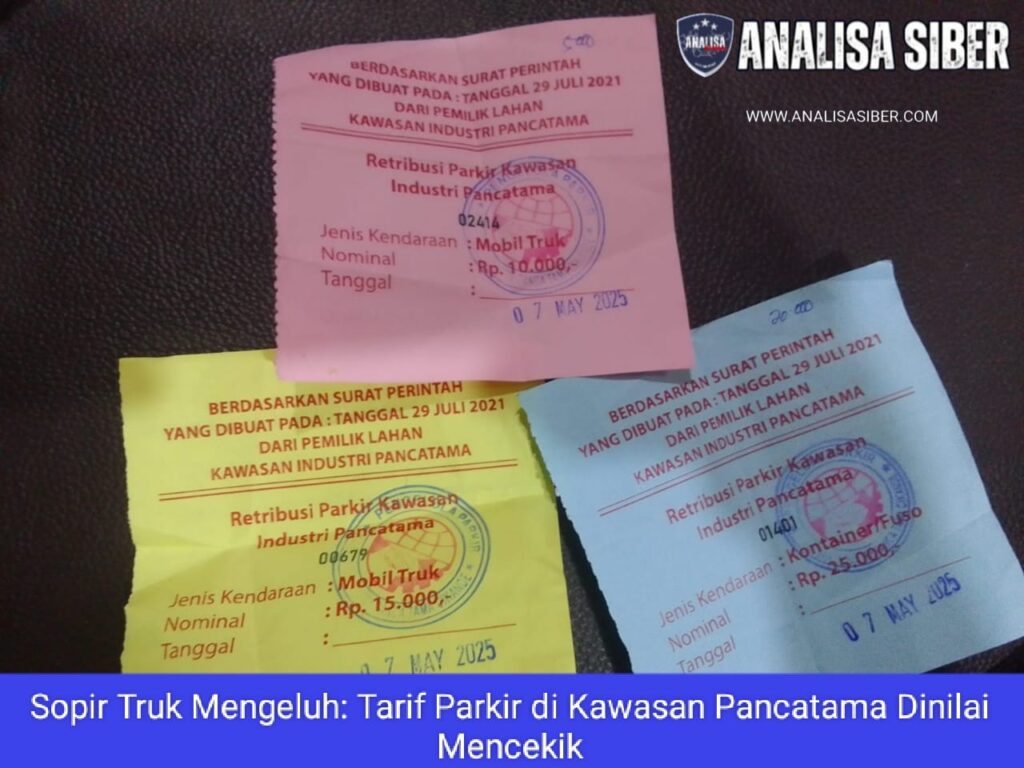 ANALISA
ANALISA SIBER
WWW.ANALISASIBER.COM
5.000
BERDASARKAN SURAT PERINTAH
YANG DIBUAT PADA : TANGGAL 29 JULI 2021
DARI PEMILIK LAHAN
KAWASAN INDUSTRI PANCATAMA
Retribusi Parkir Kawasan
Industri Pancatama
02414
Jenis Kendaraan : Mobil Truk
Nominal : Rp. 10.000,-
Tanggal :
0 7 MAY 2025
BERDASARKAN SURAT PERINTAH
YANG DIBUAT PADA : TANGGAL 29 JULI 2021
DARI PEMILIK LAHAN
KAWASAN INDUSTRI PANCATAMA
Retribusi Parkir Kawasan
Industri Pancatama
00679
Jenis Kendaraan : Mobil Truk
Nominal : Rp. 15.000,-
Tanggal :
0 7 MAY 2025
20.000
BERDASARKAN SURAT PERINTAH
YANG DIBUAT PADA : TANGGAL 29 JULI 2021
DARI PEMILIK LAHAN
KAWASAN INDUSTRI PANCATAMA
Retribusi Parkir Kawasan
Industri Pancatama
01401
Jenis Kendaraan : Kontainer/Fuso
Nominal : Rp. 25.000,-
Tanggal :
0 7 MAY 2025
Sopir Truk Mengeluh: Tarif Parkir di Kawasan Pancatama Dinilai
Mencekik